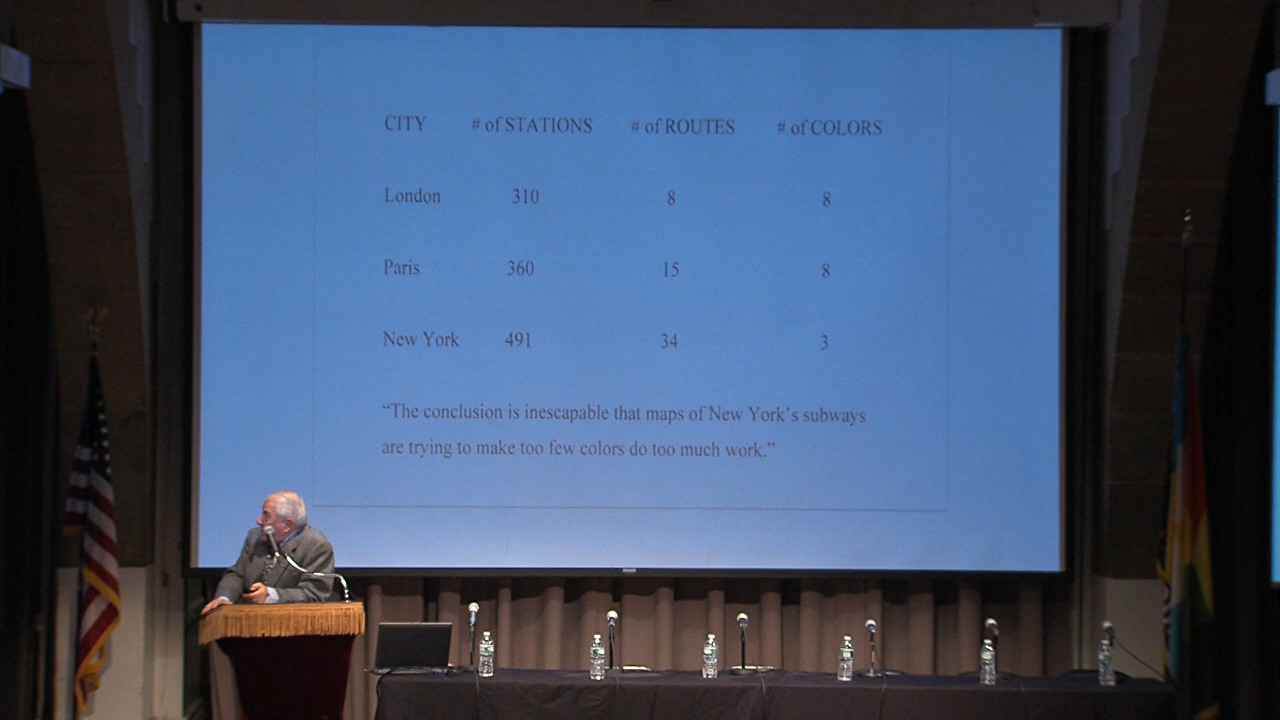 CITY # of STATIONS # of ROUTES # of COLORS
London 310 8 8
Paris 360 15 8
New York 491 34 3
“The conclusion is inescapable that maps of New York’s subways
are trying to make too few colors do too much work.”